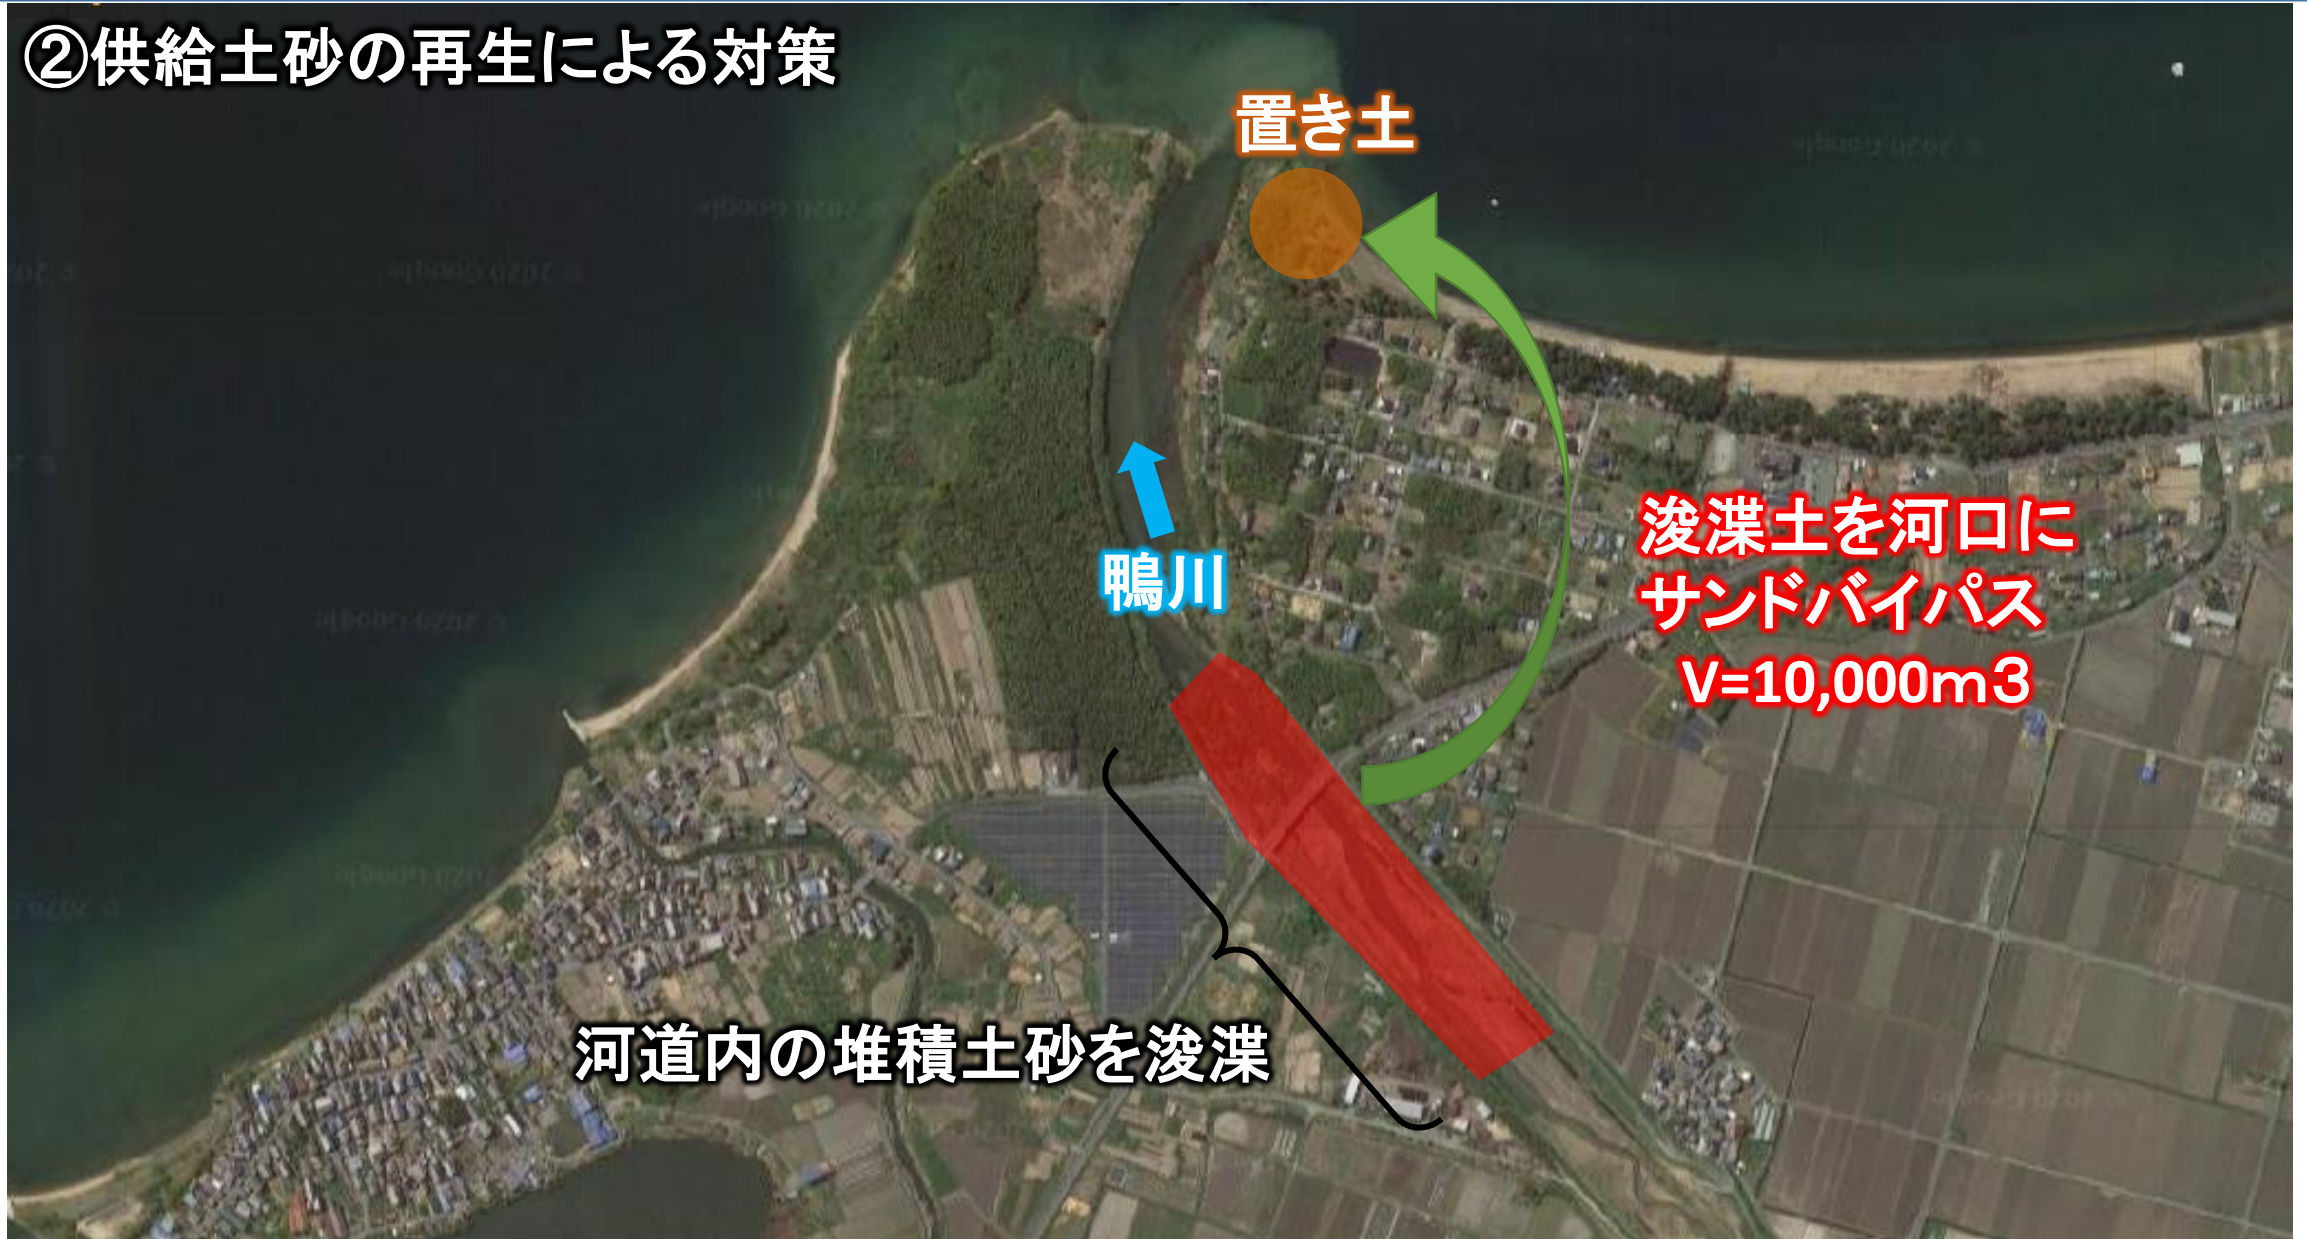 ②供給土砂の再生による対策
置き土
鴨川
浚渫土を河口に
サンドバイパス
V=10,000ｍ３
河道内の堆積土砂を浚渫